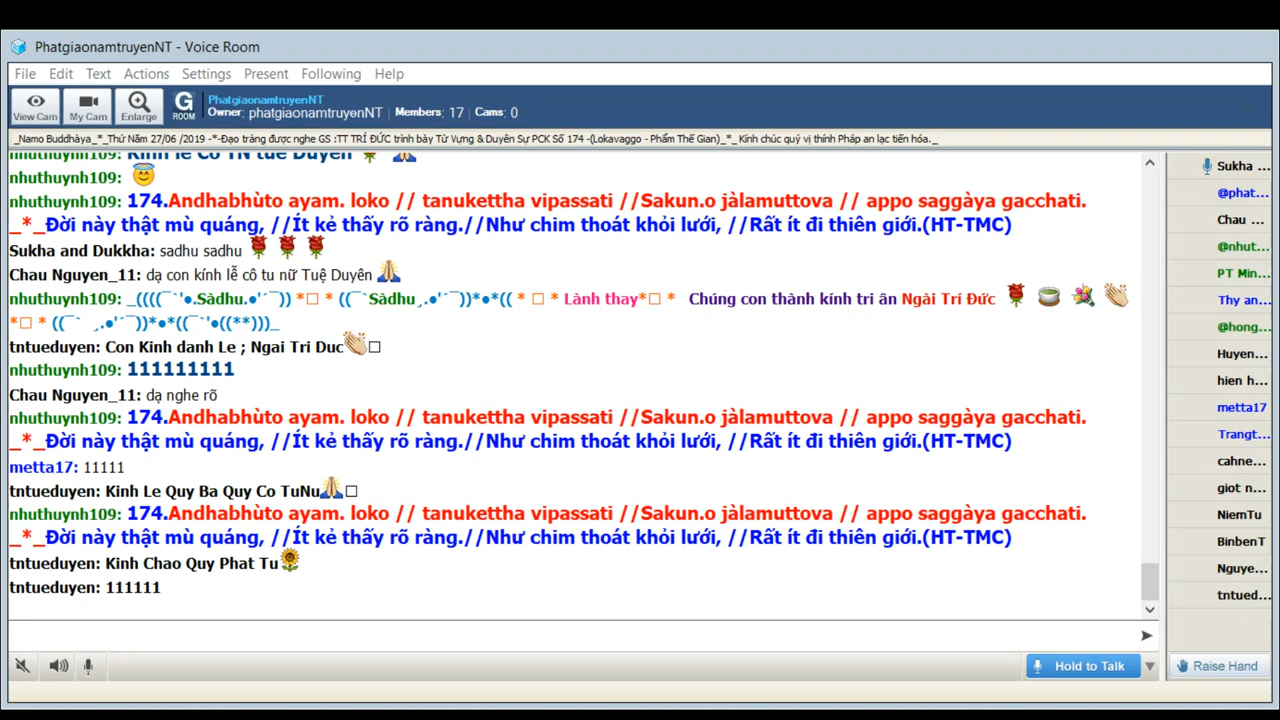 PhatgiaonamtruyenNT - Voice Room
File Edit Text Actions Settings Present Following Help
View Cam My Cam Enlarge G ROOM PhatgiaonamtruyenNT
Owner: phatgiaonamtruyenNT Members: 17 Cams: 0
_Namo Buddhàya_*_Thứ Năm 27/06 /2019 -*-Đạo tràng được nghe GS :TT TRÍ ĐỨC trình bày Từ Vựng & Duyên Sự PCK Số 174 -(Lokavaggo - Phẩm Thế Gian)_*_ Kính chúc quý vị thính Pháp an lạc tiến hóa._
nhuthuynh109: Kính lễ Cô TN tuệ Duyên
nhuthuynh109:
nhuthuynh109: 174.Andhabhùto ayam. loko // tanukettha vipassati //Sakun.o jàlamuttova // appo saggàya gacchati.
_*_Đời này thật mù quáng, //Ít kẻ thấy rõ ràng.//Như chim thoát khỏi lưới, //Rất ít đi thiên giới.(HT-TMC)
Sukha and Dukkha: sadhu sadhu
Chau Nguyen_11: dạ con kính lễ cô tu nữ Tuệ Duyên
nhuthuynh109: _((((¯`'●.Sàdhu.●'´¯)) *□ * ((¯`Sàdhu¸.●'´¯))*●*(( * □ * Lành thay*□ * Chúng con thành kính tri ân Ngài Trí Đức
*□ * ((¯` ¸.●'´¯))*●*((¯`'●((**)))_
tntueduyen: Con Kinh danh Le ; Ngai Tri Duc □
nhuthuynh109: 111111111
Chau Nguyen_11: dạ nghe rõ
nhuthuynh109: 174.Andhabhùto ayam. loko // tanukettha vipassati //Sakun.o jàlamuttova // appo saggàya gacchati.
_*_Đời này thật mù quáng, //Ít kẻ thấy rõ ràng.//Như chim thoát khỏi lưới, //Rất ít đi thiên giới.(HT-TMC)
metta17: 11111
tntueduyen: Kinh Le Quy Ba Quy Co TuNu □
nhuthuynh109: 174.Andhabhùto ayam. loko // tanukettha vipassati //Sakun.o jàlamuttova // appo saggàya gacchati.
_*_Đời này thật mù quáng, //Ít kẻ thấy rõ ràng.//Như chim thoát khỏi lưới, //Rất ít đi thiên giới.(HT-TMC)
tntueduyen: Kinh Chao Quy Phat Tu
tntueduyen: 111111
Sukha ...
@phat...
Chau ...
@nhut...
PT Min...
Thy an...
@hong...
Huyen...
hien h...
metta17
Trangt...
cahne...
giot n...
NiemTu
BinbenT
Nguye...
tntued...
Hold to Talk
Raise Hand